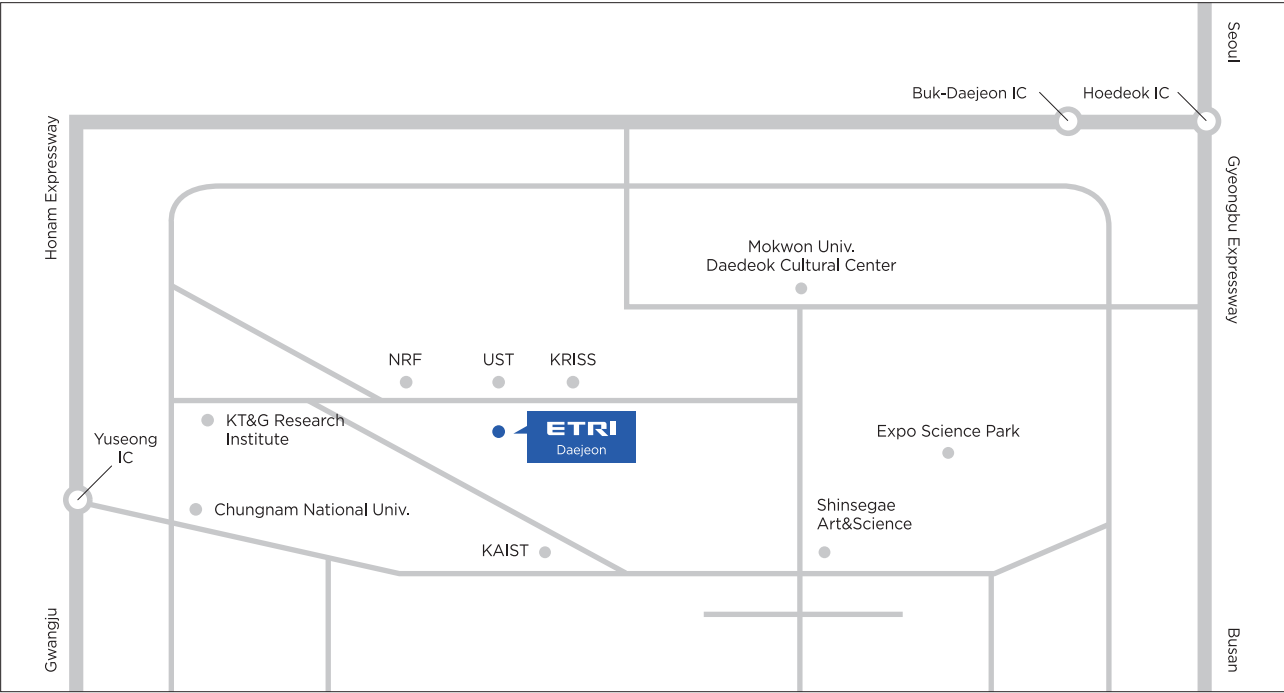 Seoul
Buk-Daejeon IC
Hoedeok IC
Honam Expressway
Gyeongbu Expressway
Mokwon Univ.
Daedeok Cultural Center
NRF
UST
KRISS
KT&G Research
Institute
ETRI
Daejeon
Expo Science Park
Yuseong
IC
Chungnam National Univ.
Shinsegae
Art&Science
KAIST
Gwangju
Busan